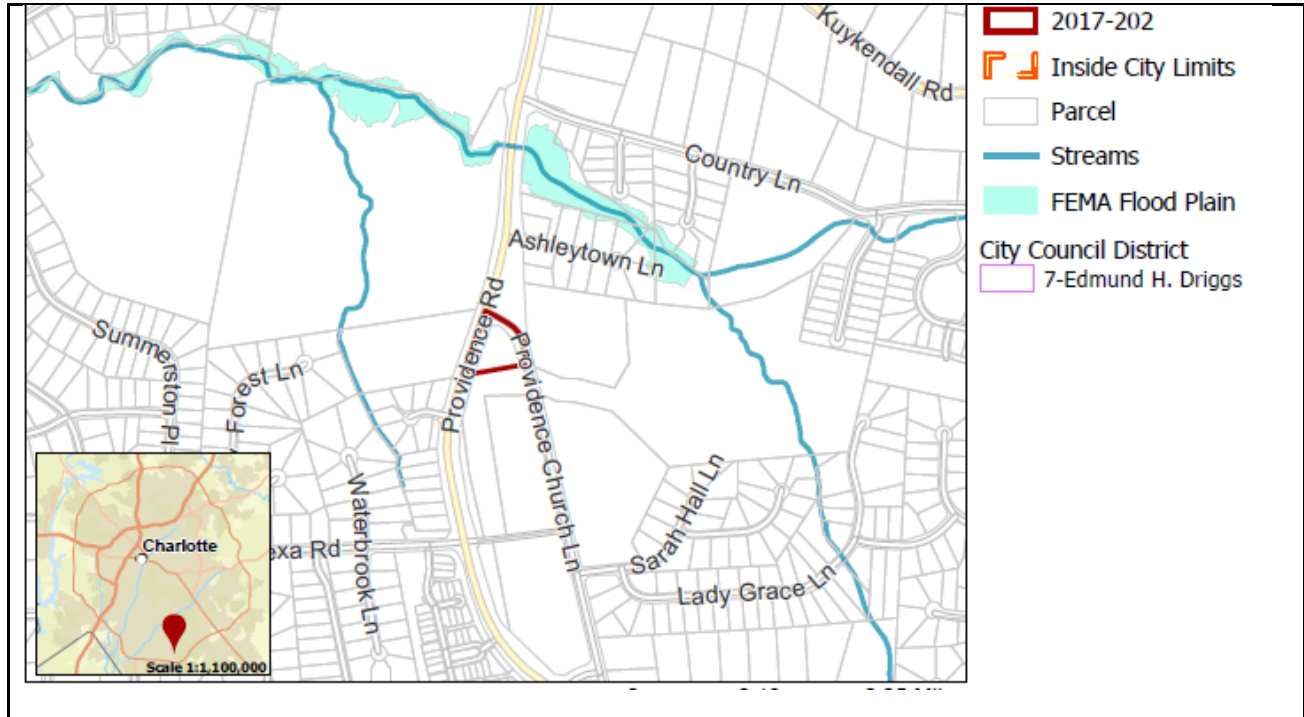 Kuykendall Rd
Country Ln
Ashleytown Ln
Providence Rd
Providence Church Ln
Summerston Pl
Forest Ln
Waterbrook Ln
exa Rd
Sarah Hall Ln
Lady Grace Ln
Charlotte
Scale 1:1,100,000
2017-202
Inside City Limits
Parcel
Streams
FEMA Flood Plain
City Council District
7-Edmund H. Driggs